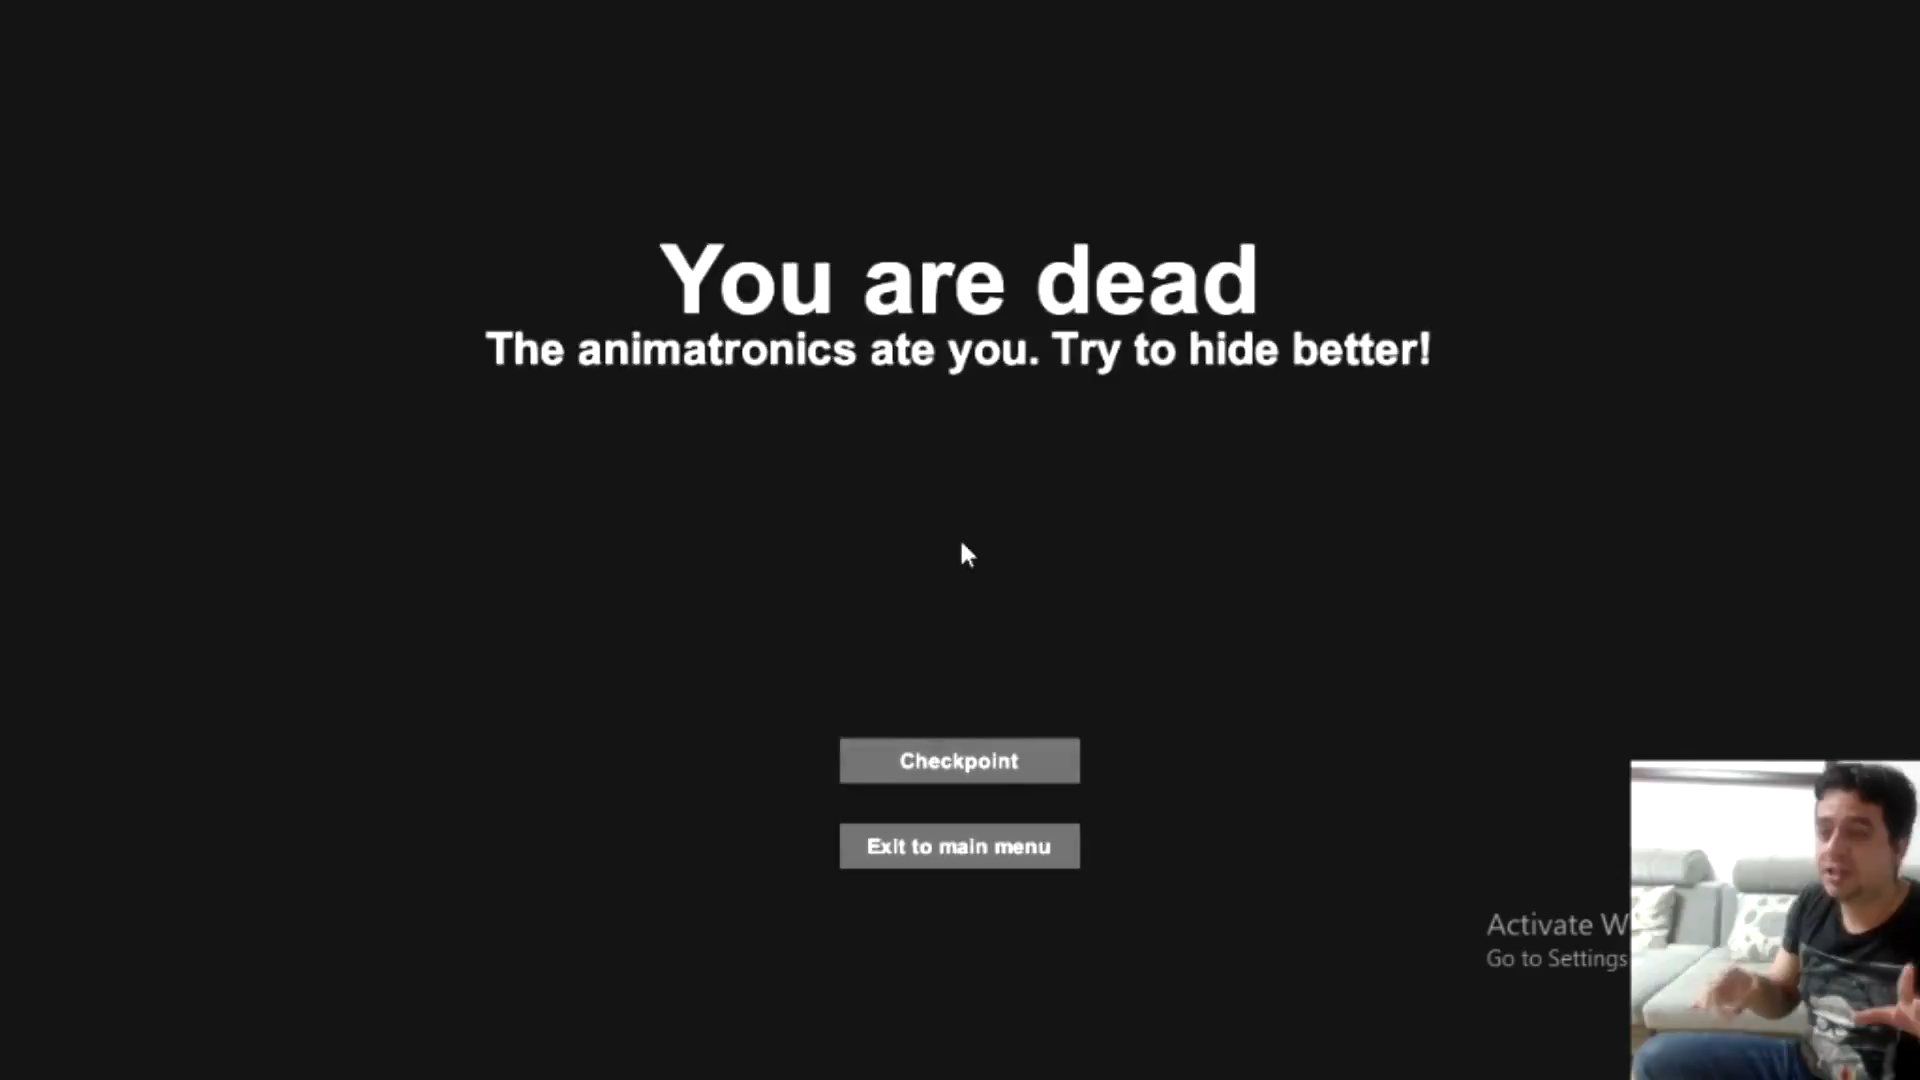 You are dead
The animatronics ate you. Try to hide better!
Checkpoint
Exit to main menu
Activate W
Go to Settings